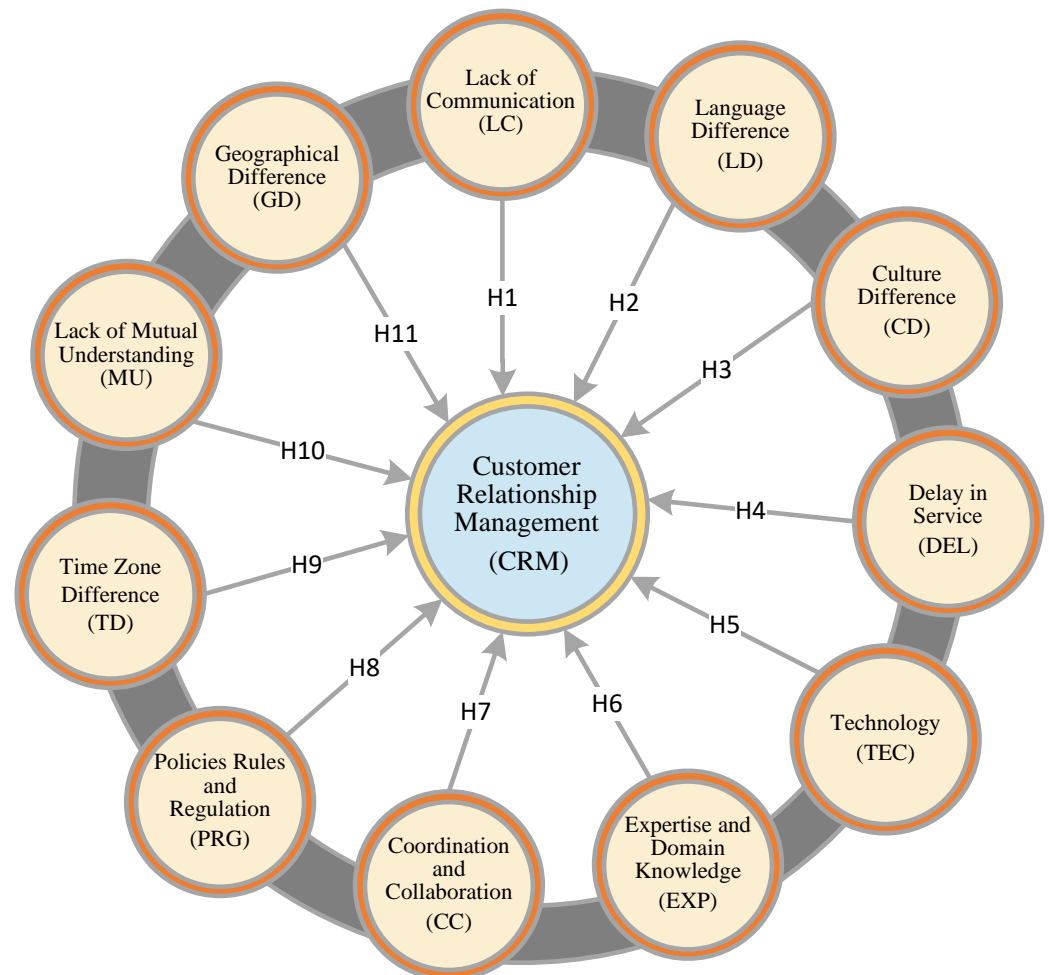 Lack of
Communication
(LC)
Language
Difference
(LD)
Geographical
Difference
(GD)
Culture
Difference
(CD)
H1
H2
H11
H3
Lack of Mutual
Understanding
(MU)
H10
Customer
Relationship
Management
(CRM)
H4
Delay in
Service
(DEL)
Time Zone
Difference
(TD)
H9
H5
H8
H7
H6
Technology
(TEC)
Policies Rules
and
Regulation
(PRG)
Coordination
and
Collaboration
(CC)
Expertise and
Domain
Knowledge
(EXP)